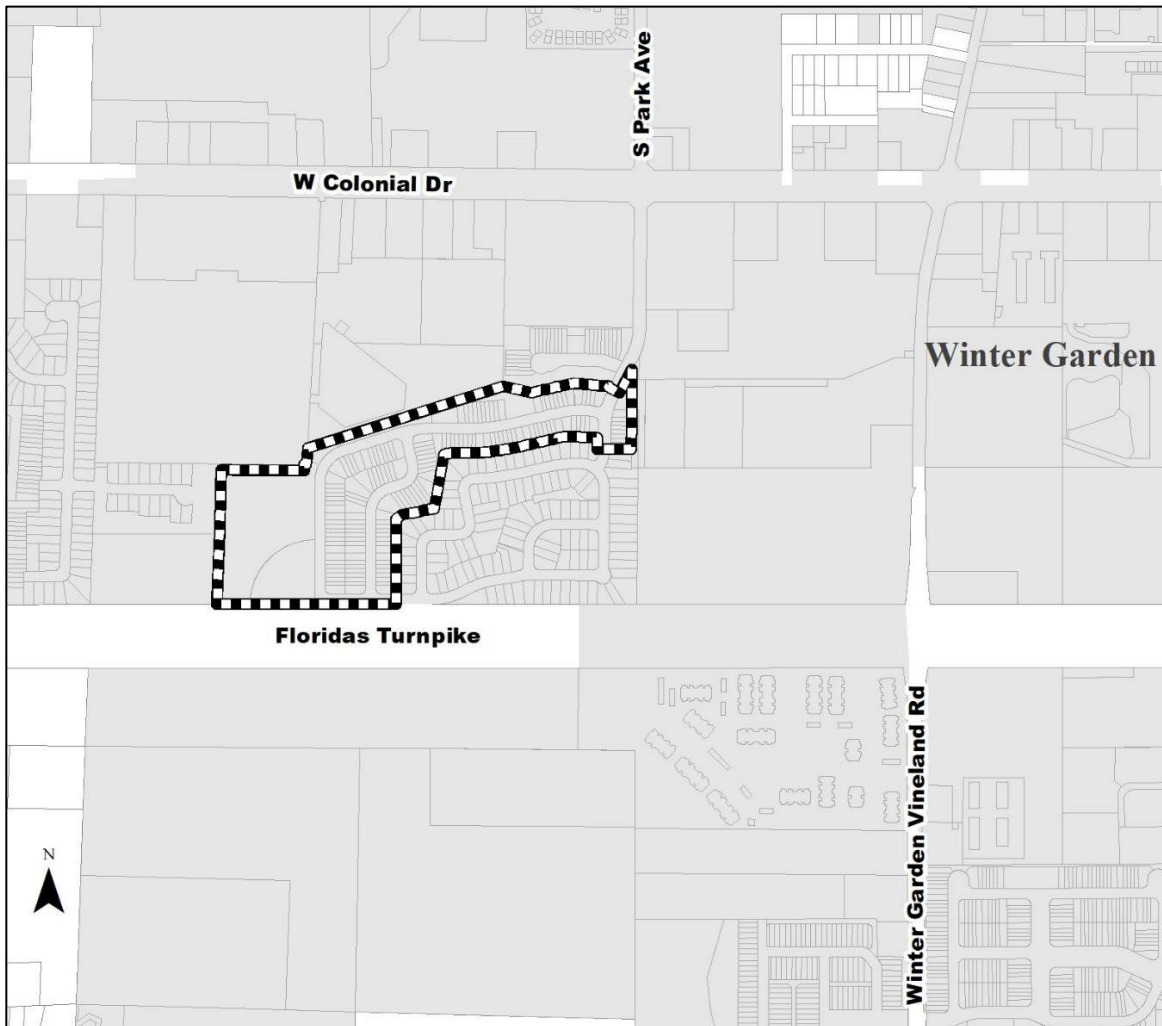 S Park Ave
W Colonial Dr
Winter Garden
Floridas Turnpike
Winter Garden Vineland Rd
N